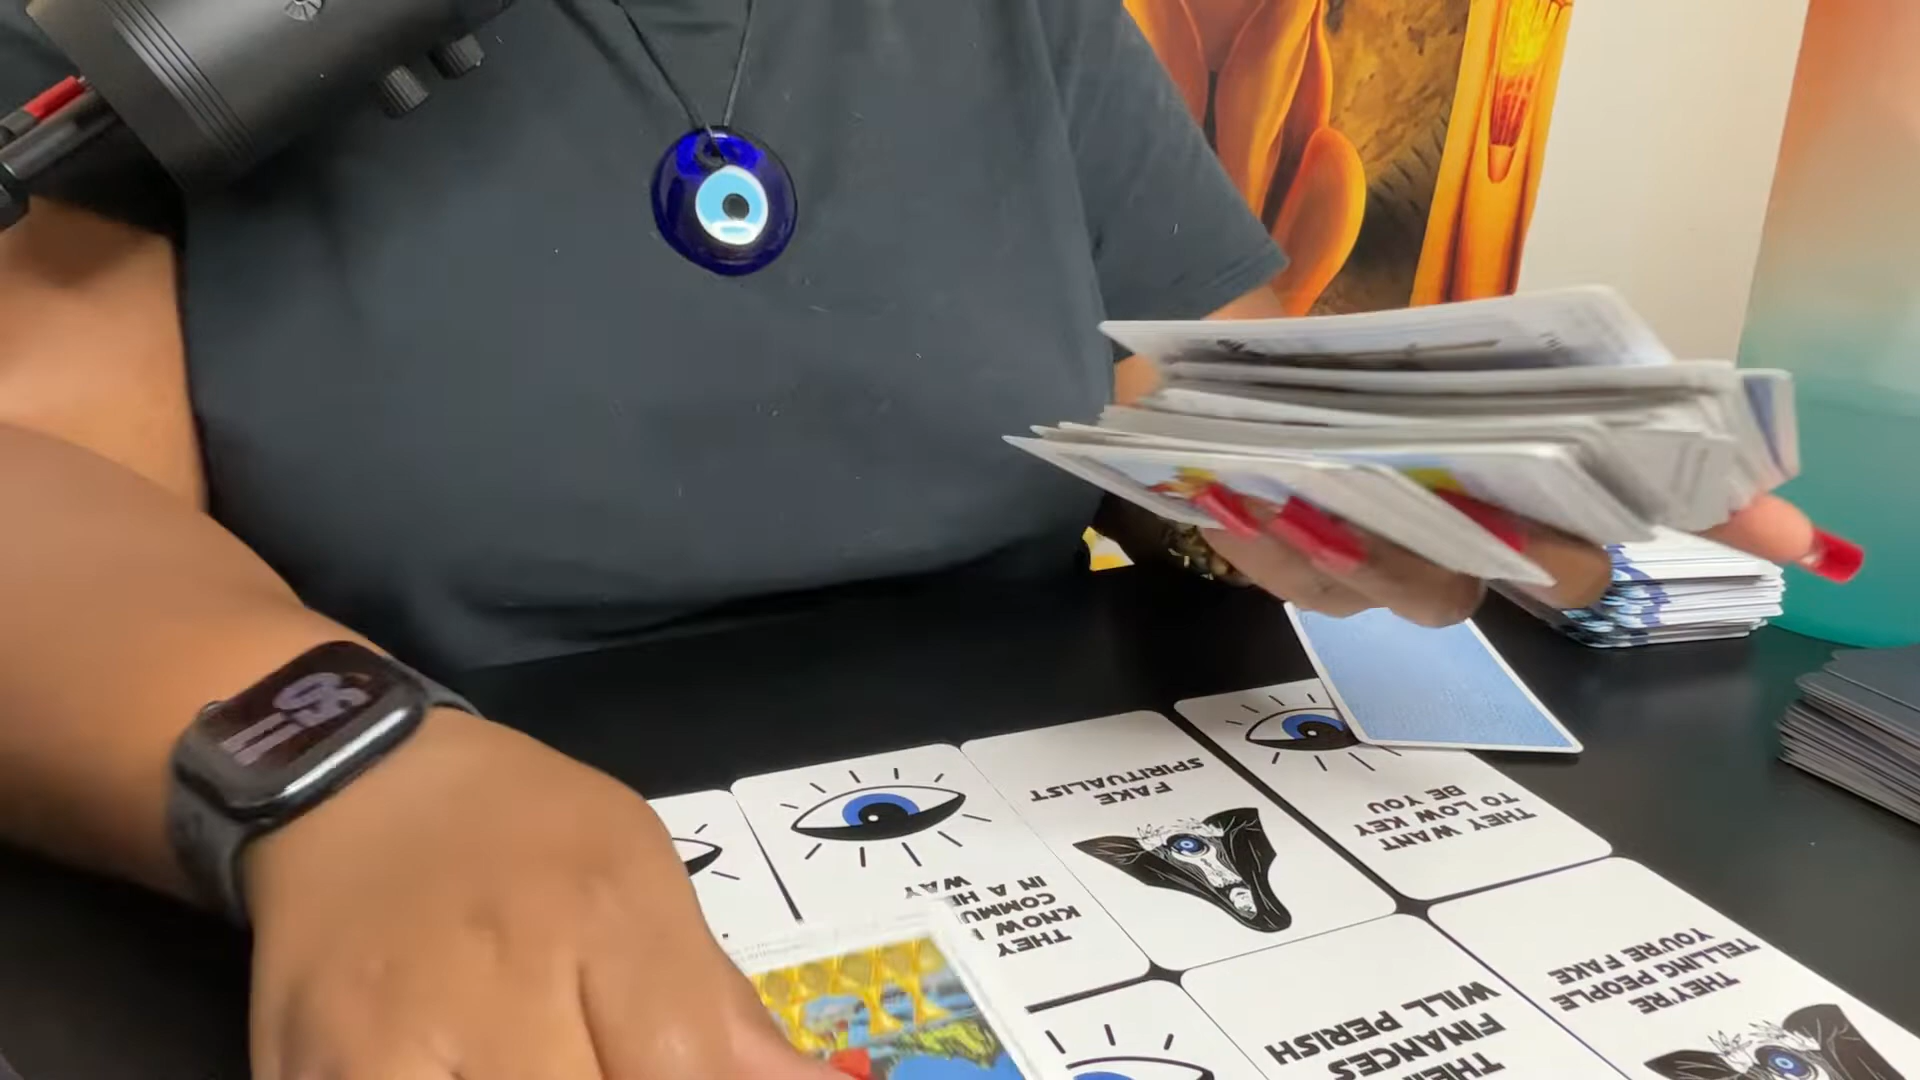 FAKE
SPIRITUALIST
THEY WANT
TO LOW KEY
BE YOU
THEY
KNOW
COMMU
IN A HE
WAY
THEY'RE
TELLING PEOPLE
YOU'RE FAKE
FINANCES
WILL PERISH